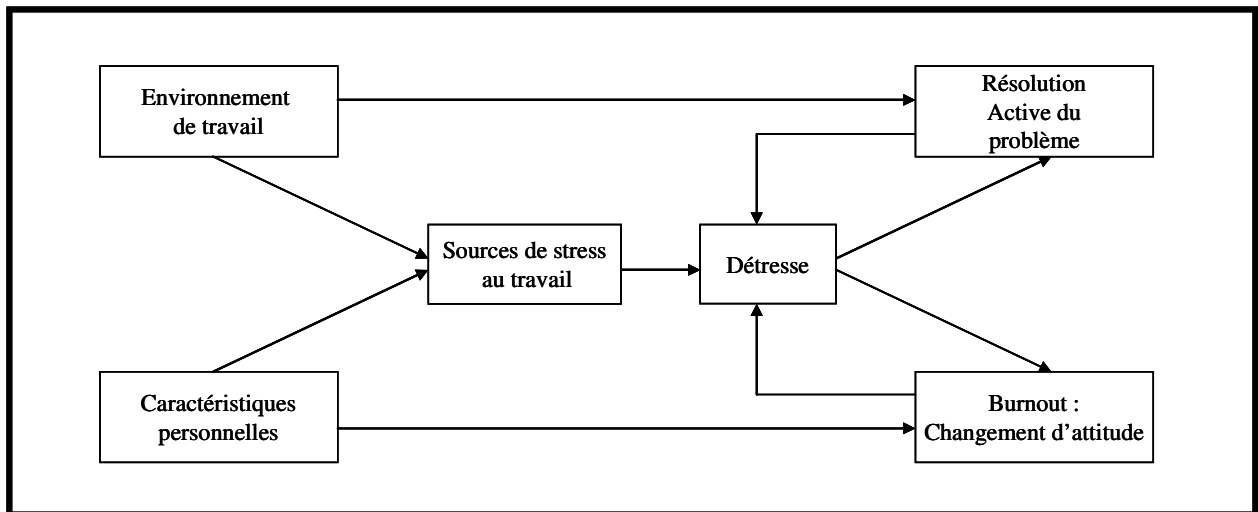 Environnement
de travail
Résolution
Active du
problème
Sources de stress
au travail
Détresse
Caractéristiques
personnelles
Burnout :
Changement d'attitude